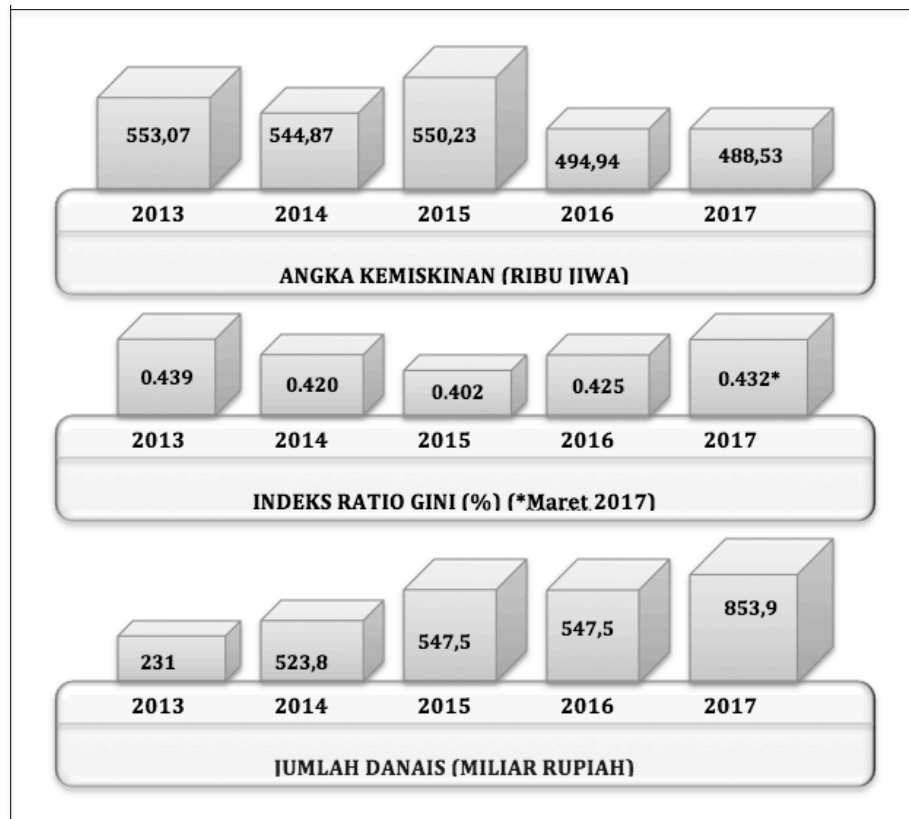 553,07 544,87 550,23 494,94 488,53
2013 2014 2015 2016 2017
ANGKA KEMISKINAN (RIBU JIWA)
0.439 0.420 0.402 0.425 0.432*
2013 2014 2015 2016 2017
INDEKS RATIO GINI (%) (*Maret 2017)
231 523,8 547,5 547,5 853,9
2013 2014 2015 2016 2017
JUMLAH DANAIS (MILIAR RUPIAH)